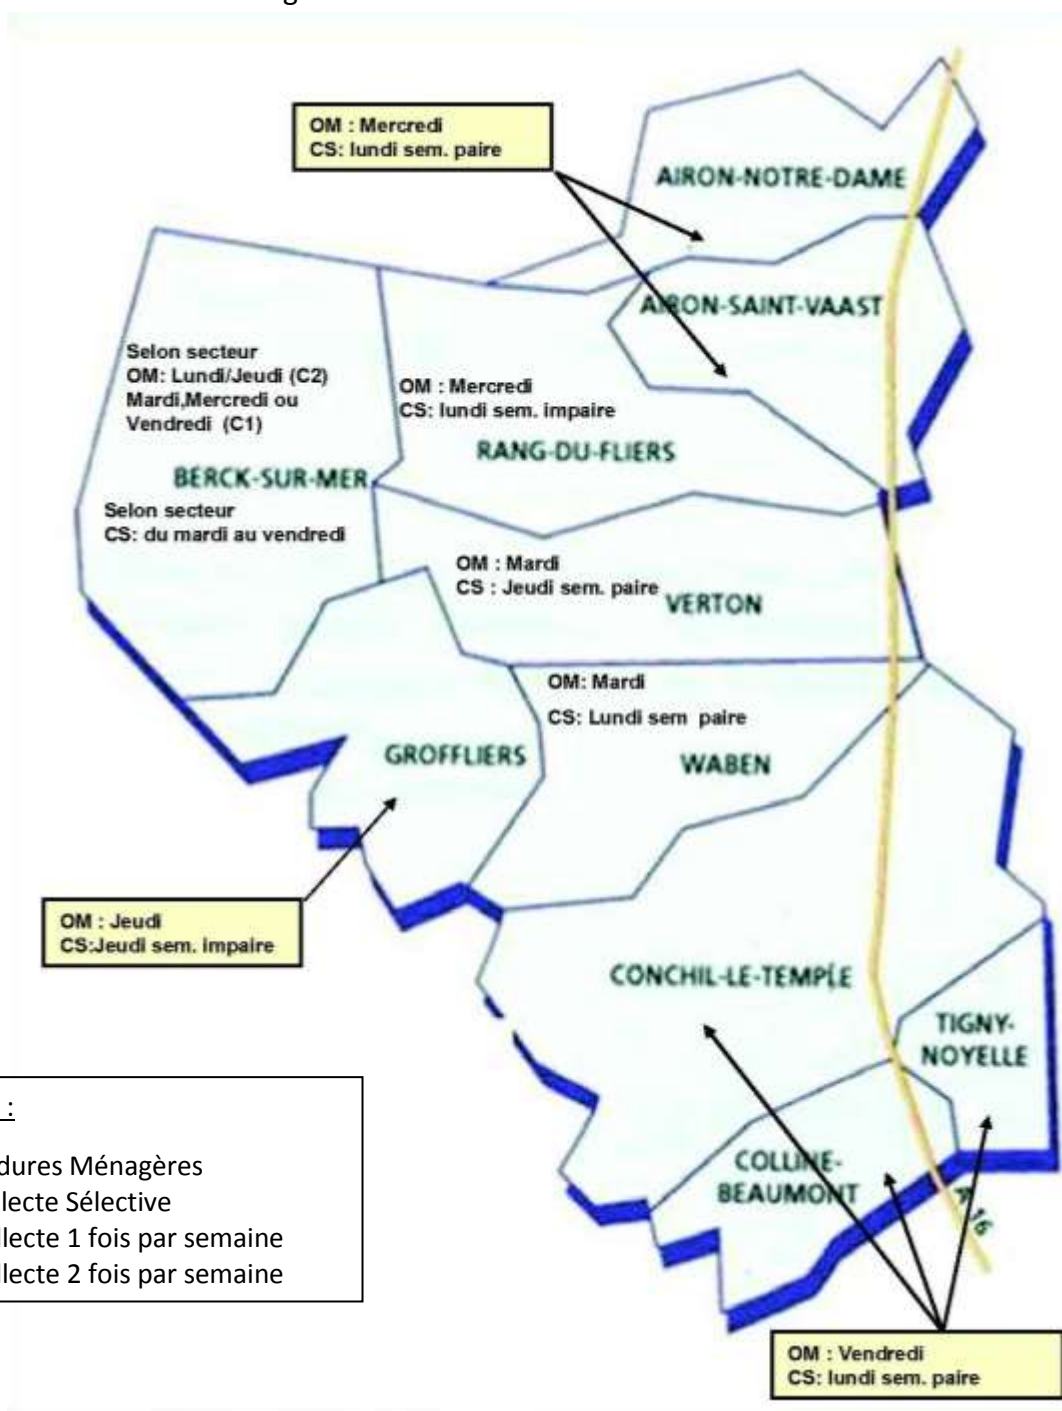 OM : Mercredi
CS: lundi sem. paire
AIRON-NOTRE-DAME
AIRON-SAINT-VAAST
Selon secteur
OM: Lundi/Jeudi (C2)
Mardi,Mercredi ou
Vendredi (C1)
OM : Mercredi
CS: lundi sem. impaire
RANG-DU-FLIERS
BERCK-SUR-MER
Selon secteur
CS: du mardi au vendredi
OM : Mardi
CS : Jeudi sem. paire
VERTON
OM: Mardi
CS: Lundi sem paire
GROFFLIERS
WABEN
OM : Jeudi
CS:Jeudi sem. impaire
CONCHIL-LE-TEMPLE
TIGNY-
NOYELLE
:
dures Ménagères
lecte Sélective
llecte 1 fois par semaine
llecte 2 fois par semaine
COLLINE-
BEAUMONT
A 16
OM : Vendredi
CS: lundi sem. paire